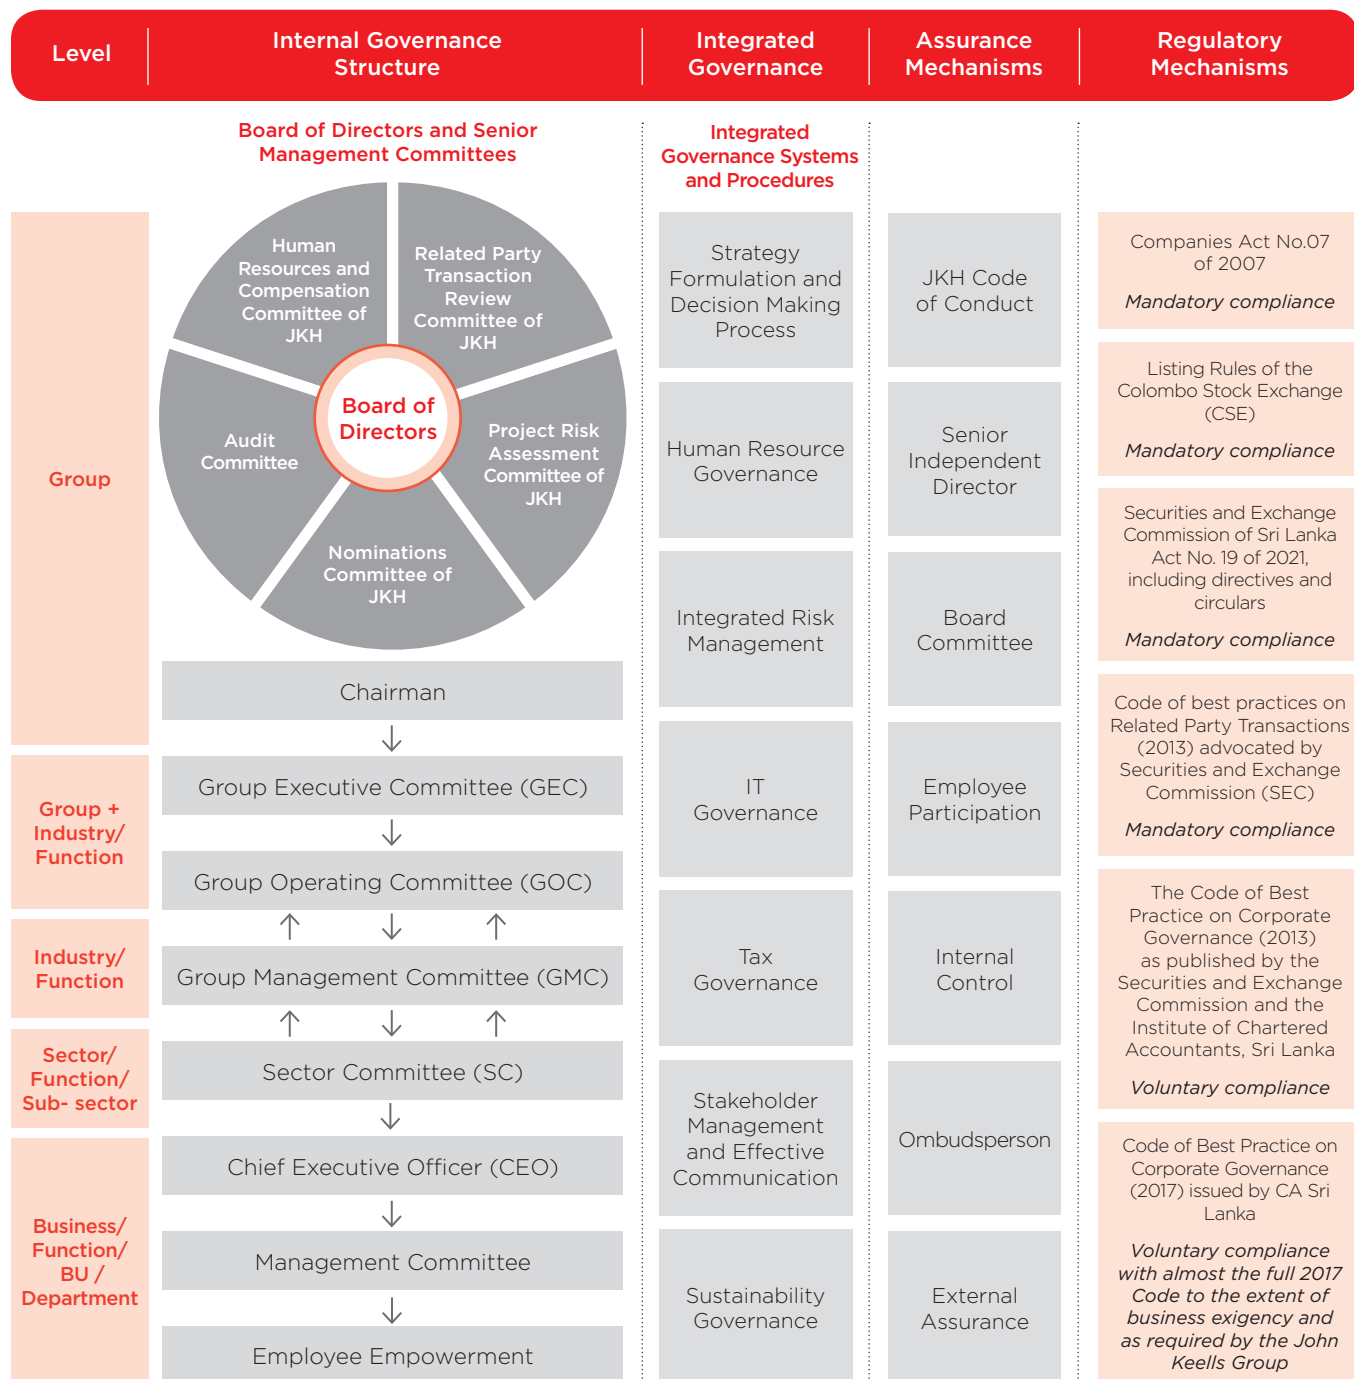 Level
Internal Governance
Structure
Integrated
Governance
Assurance
Mechanisms
Regulatory
Mechanisms
Board of Directors and Senior
Management Committees
Human
Resources and
Compensation
Committee of
JKH
Related Party
Transaction
Review
Committee of
JKH
Audit
Committee
Board of
Directors
Project Risk
Assessment
Committee of
JKH
Nominations
Committee of
JKH
Group
Chairman
Group +
Industry/
Function
Group Executive Committee (GEC)
Group Operating Committee (GOC)
Industry/
Function
Group Management Committee (GMC)
Sector/
Function/
Sub- sector
Sector Committee (SC)
Business/
Function/
BU /
Department
Chief Executive Officer (CEO)
Management Committee
Employee Empowerment
Integrated
Governance Systems
and Procedures
Strategy
Formulation and
Decision Making
Process
Human Resource
Governance
Integrated Risk
Management
IT
Governance
Tax
Governance
Stakeholder
Management
and Effective
Communication
Sustainability
Governance
JKH Code
of Conduct
Senior
Independent
Director
Board
Committee
Employee
Participation
Internal
Control
Ombudsperson
External
Assurance
Companies Act No.07
of 2007
Mandatory compliance
Listing Rules of the
Colombo Stock Exchange
(CSE)
Mandatory compliance
Securities and Exchange
Commission of Sri Lanka
Act No. 19 of 2021,
including directives and
circulars
Mandatory compliance
Code of best practices on
Related Party Transactions
(2013) advocated by
Securities and Exchange
Commission (SEC)
Mandatory compliance
The Code of Best
Practice on Corporate
Governance (2013)
as published by the
Securities and Exchange
Commission and the
Institute of Chartered
Accountants, Sri Lanka
Voluntary compliance
Code of Best Practice on
Corporate Governance
(2017) issued by CA Sri
Lanka
Voluntary compliance
with almost the full 2017
Code to the extent of
business exigency and
as required by the John
Keells Group